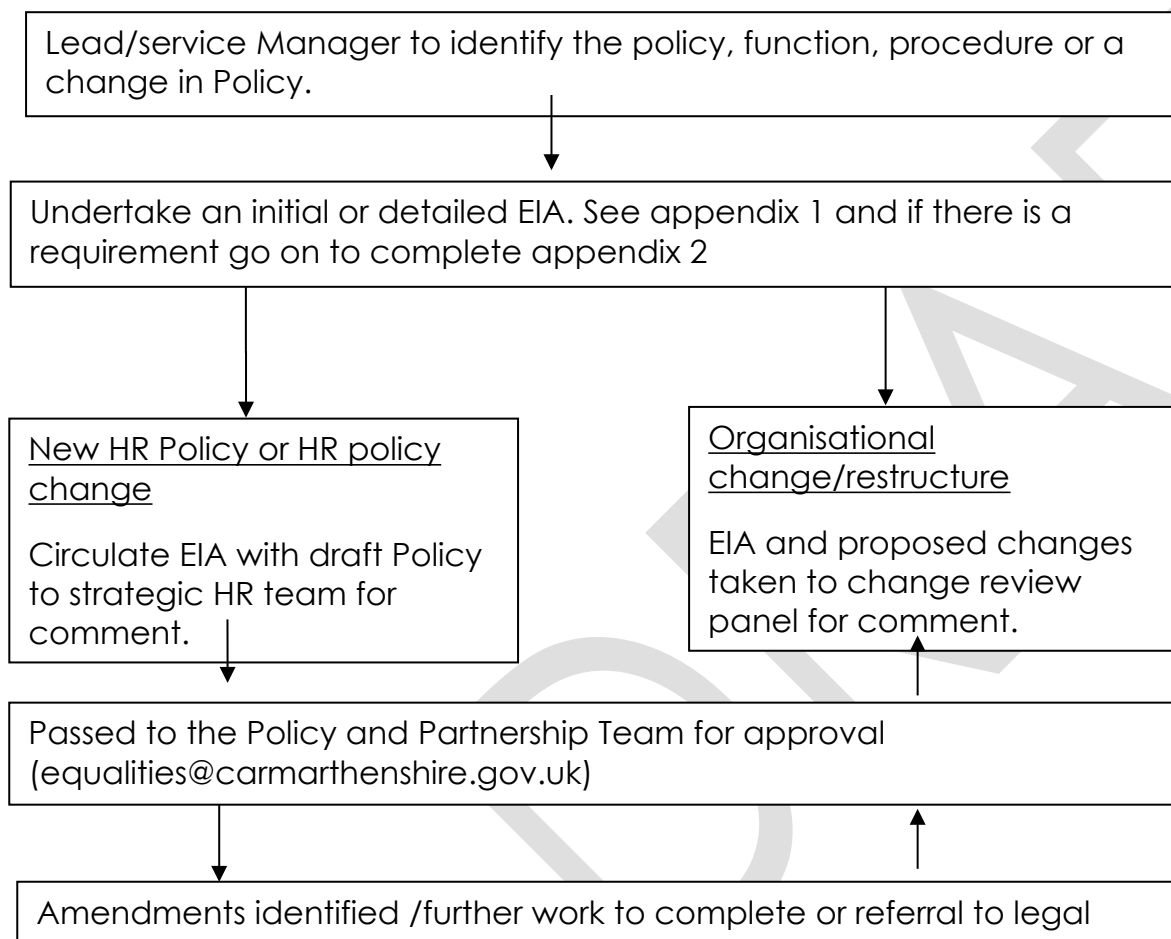 Lead/service Manager to identify the policy, function, procedure or a
change in Policy.
Undertake an initial or detailed EIA. See appendix 1 and if there is a
requirement go on to complete appendix 2
New HR Policy or HR policy
change
Circulate EIA with draft Policy
to strategic HR team for
comment.
Organisational
change/restructure
EIA and proposed changes
taken to change review
panel for comment.
Passed to the Policy and Partnership Team for approval
(equalities@carmarthenshire.gov.uk)
Amendments identified /further work to complete or referral to legal